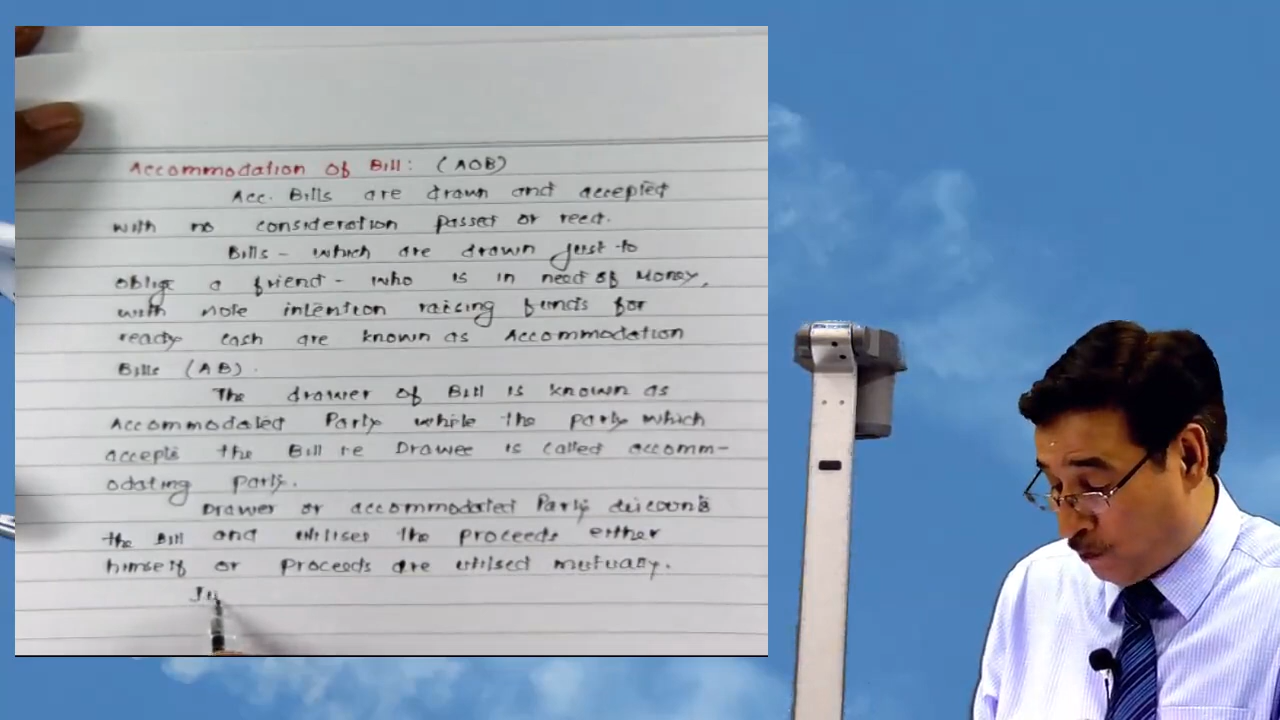 Accommodation of Bill: (AOB)
Acc. Bills are drawn and accepted
with no consideration passed or recd.
Bills - which are drawn just to
oblige a friend - who is in need of Money,
with mole intention raising funds for
ready cash are known as Accommodation
Bills (AB).
The drawer of Bill is known as
Accommodated Party while the party which
accepts the Bill ie Drawee is called accomm-
odating party.
Drawer or accommodated Party discounts
the Bill and utilises the proceeds either
himself or proceeds are utilised mutually.